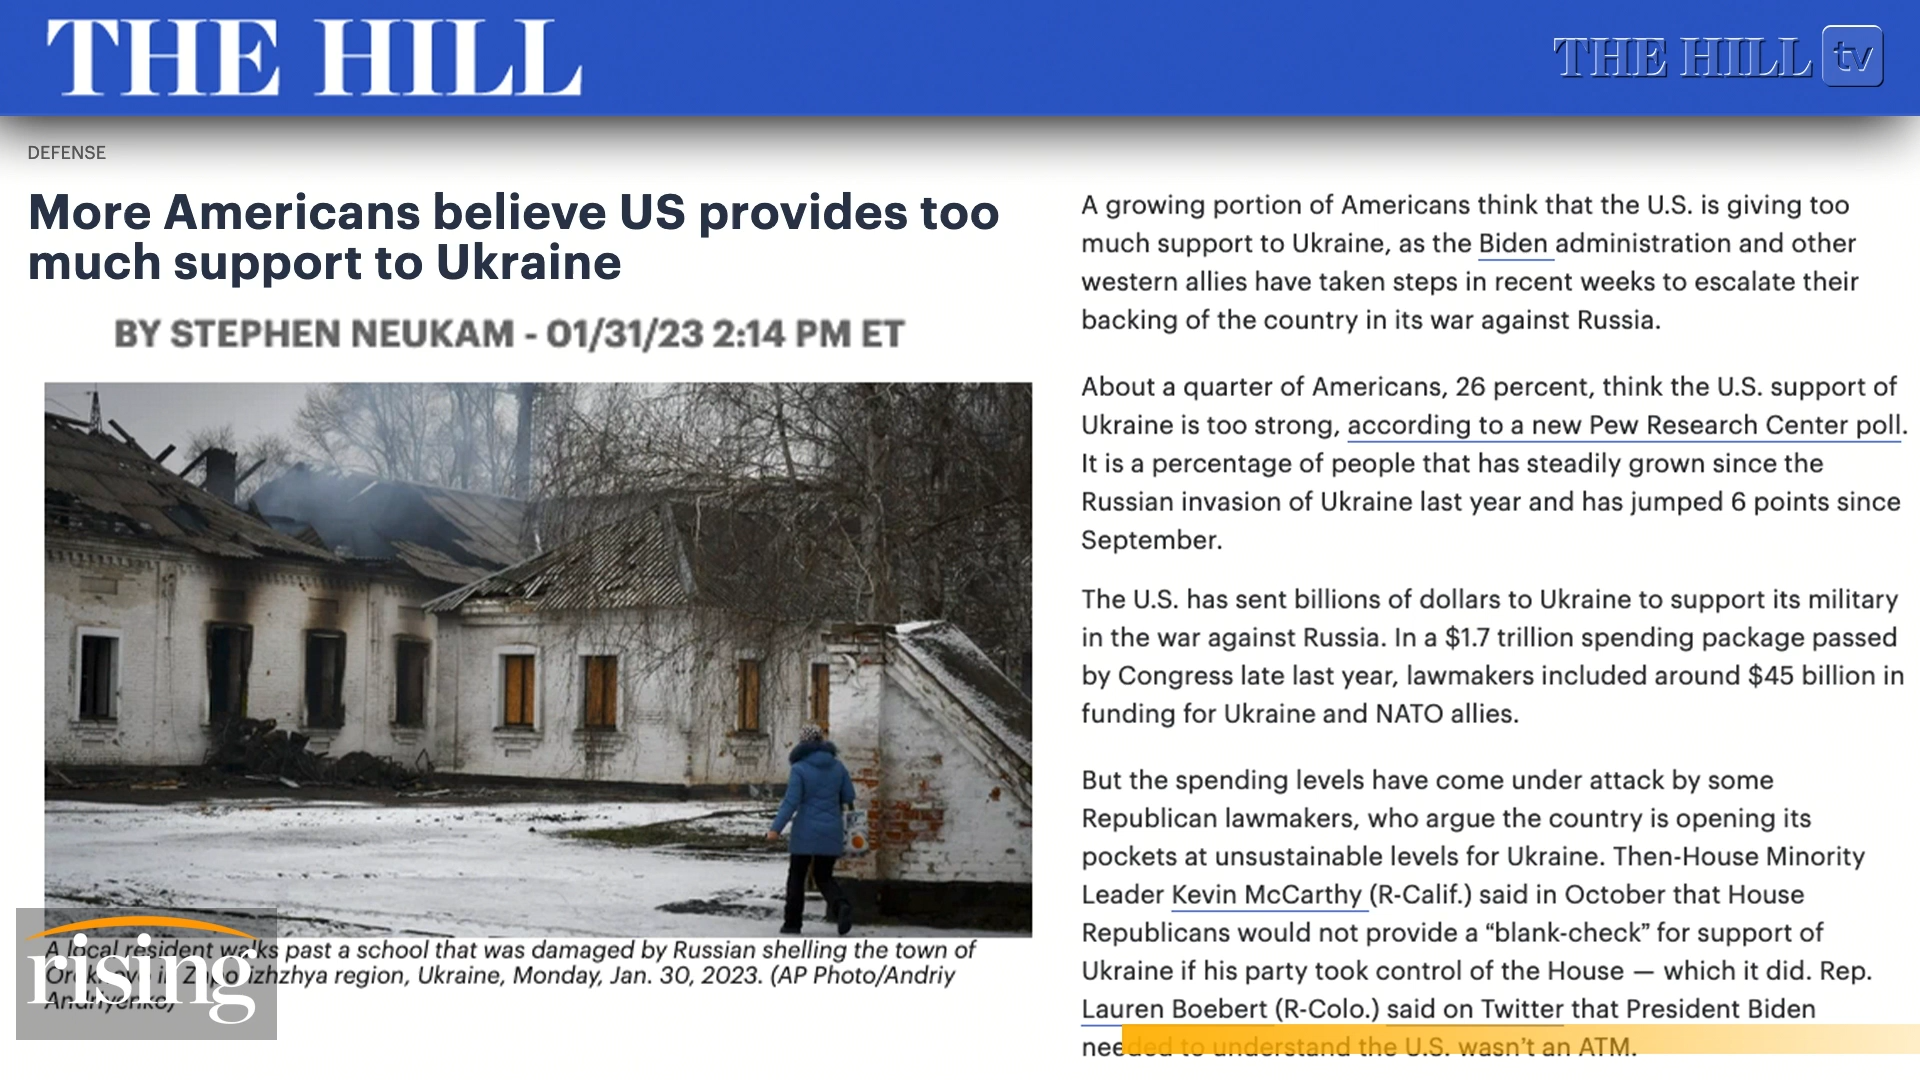 THE HILL
THE HILL tv
DEFENSE
More Americans believe US provides too
much support to Ukraine
BY STEPHEN NEUKAM - 01/31/23 2:14 PM ET
A local resident walks past a school that was damaged by Russian shelling the town of
in Zaporizhzhya region, Ukraine, Monday, Jan. 30, 2023. (AP Photo/Andriy
Andriyenko)
rising
A growing portion of Americans think that the U.S. is giving too
much support to Ukraine, as the Biden administration and other
western allies have taken steps in recent weeks to escalate their
backing of the country in its war against Russia.
About a quarter of Americans, 26 percent, think the U.S. support of
Ukraine is too strong, according to a new Pew Research Center poll.
It is a percentage of people that has steadily grown since the
Russian invasion of Ukraine last year and has jumped 6 points since
September.
The U.S. has sent billions of dollars to Ukraine to support its military
in the war against Russia. In a $1.7 trillion spending package passed
by Congress late last year, lawmakers included around $45 billion in
funding for Ukraine and NATO allies.
But the spending levels have come under attack by some
Republican lawmakers, who argue the country is opening its
pockets at unsustainable levels for Ukraine. Then-House Minority
Leader Kevin McCarthy (R-Calif.) said in October that House
Republicans would not provide a “blank-check” for support of
Ukraine if his party took control of the House — which it did. Rep.
Lauren Boebert (R-Colo.) said on Twitter that President Biden
needed to understand the U.S. wasn’t an ATM.